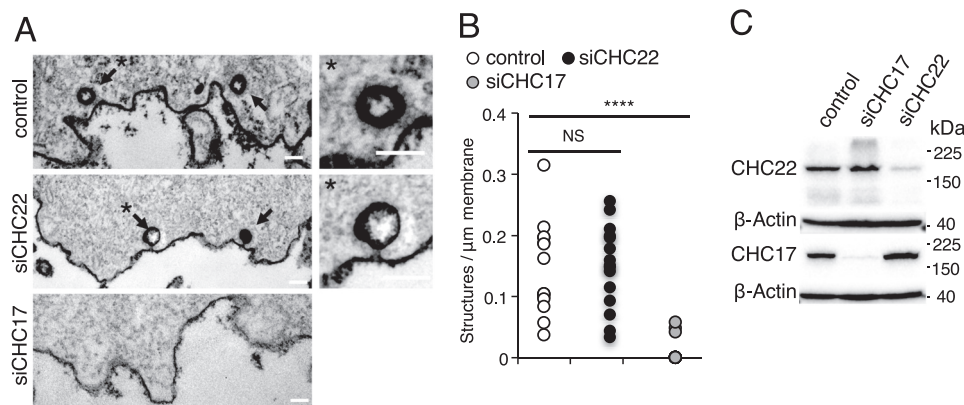 A
control
*
*
siCHC22
*
*
siCHC17
B
control
siCHC22
siCHC17
****
NS
Structures / μm membrane
0.4
0.3
0.2
0.1
0
C
control
siCHC17
siCHC22
kDa
CHC22
-225
-150
β-Actin
- 40
CHC17
-225
-150
β-Actin
- 40